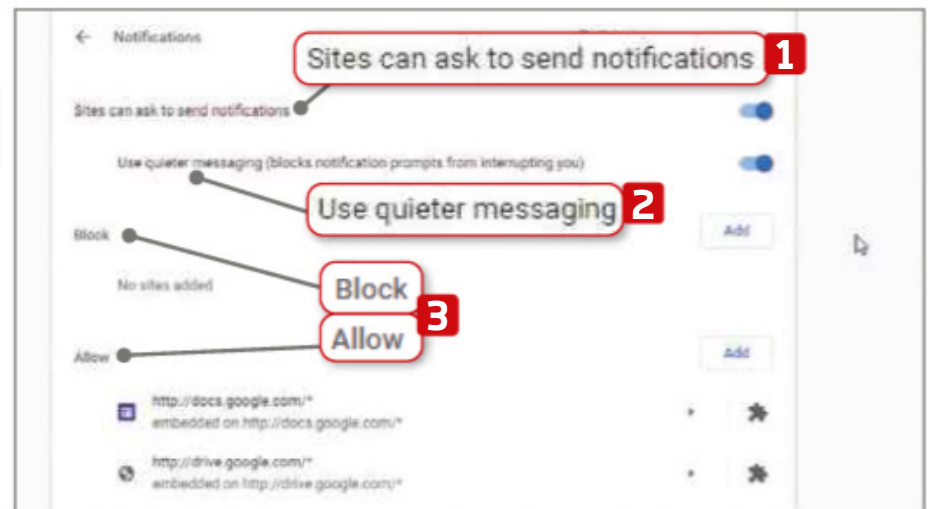 ← Notifications
Sites can ask to send notifications 1
Sites can ask to send notifications
Use quieter messaging (blocks notification prompts from interrupting you)
Use quieter messaging 2
Block
Add
No sites added
Block
3
Allow
Allow
Add
http://docs.google.com/*
embedded on http://docs.google.com/*
http://drive.google.com/*
embedded on http://drive.google.com/*